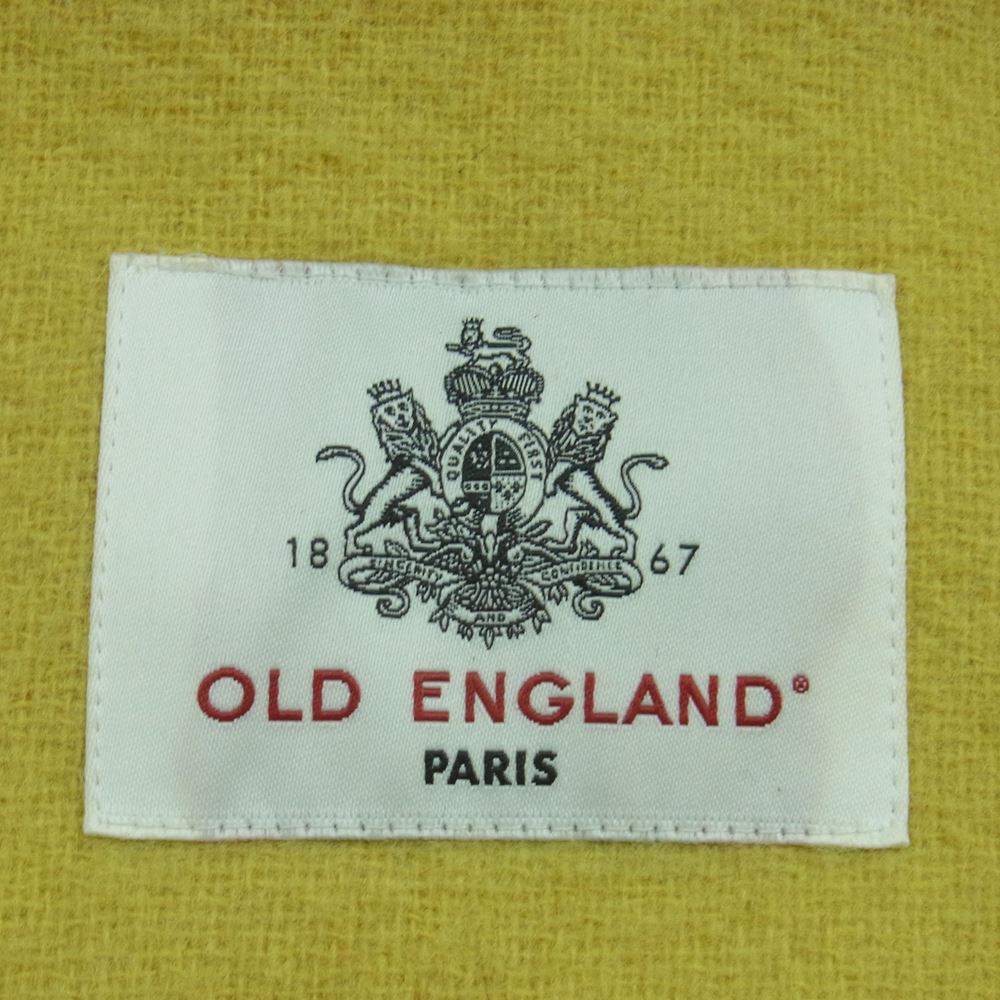 QUALITY FIRST
18 67
SINCERITY AND CONFIDENCE
OLD ENGLAND®
PARIS